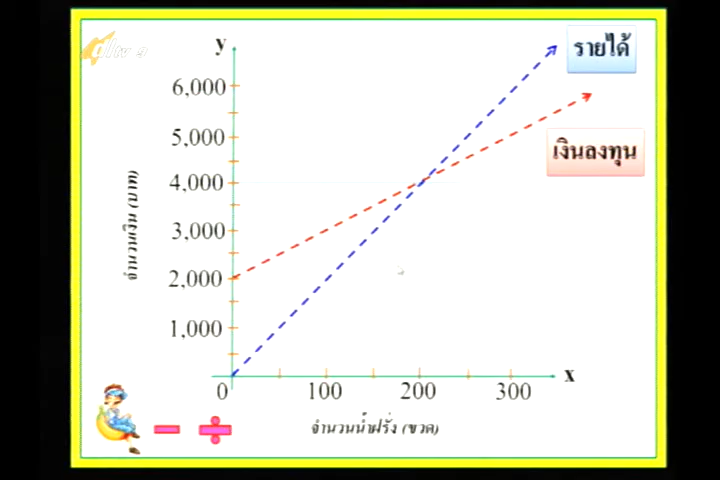 y
รายได้
6,000
5,000
เงินลงทุน
4,000
จำนวนเงิน (บาท)
3,000
2,000
1,000
0
100
200
300
x
จำนวนน้ำฝรั่ง (ขวด)